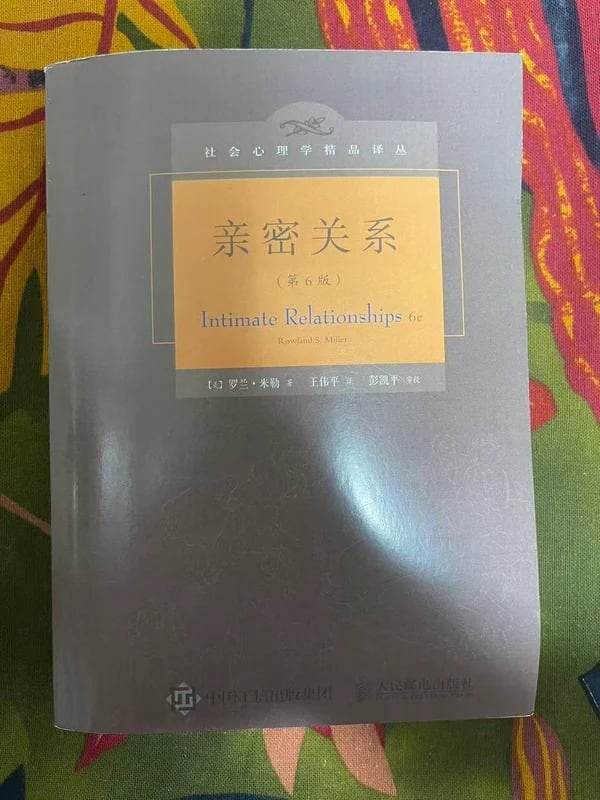 社会心理学精品译丛
亲密关系
(第6版)
Intimate Relationships 6e
Rowland S. Miller
【美】罗兰·米勒 著 王伟平 译 彭凯平 审校
中国工信出版集团 人民邮电出版社